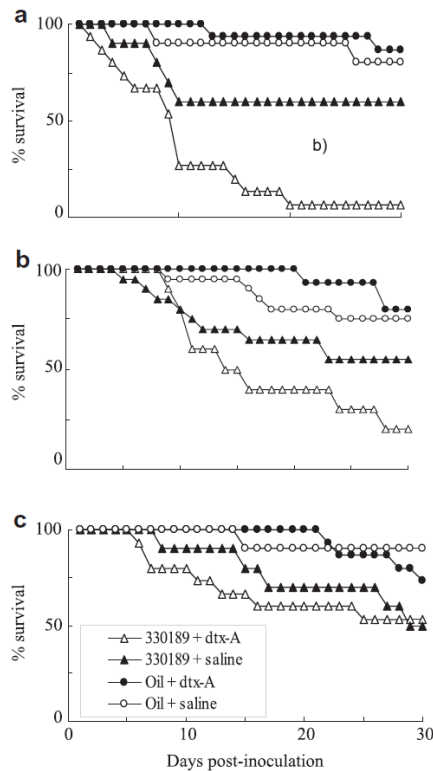 a
100
50
0
% survival
b)
b
100
50
0
% survival
c
100
50
0
% survival
330189 + dtx-A
330189 + saline
Oil + dtx-A
Oil + saline
0
10
20
30
Days post-inoculation